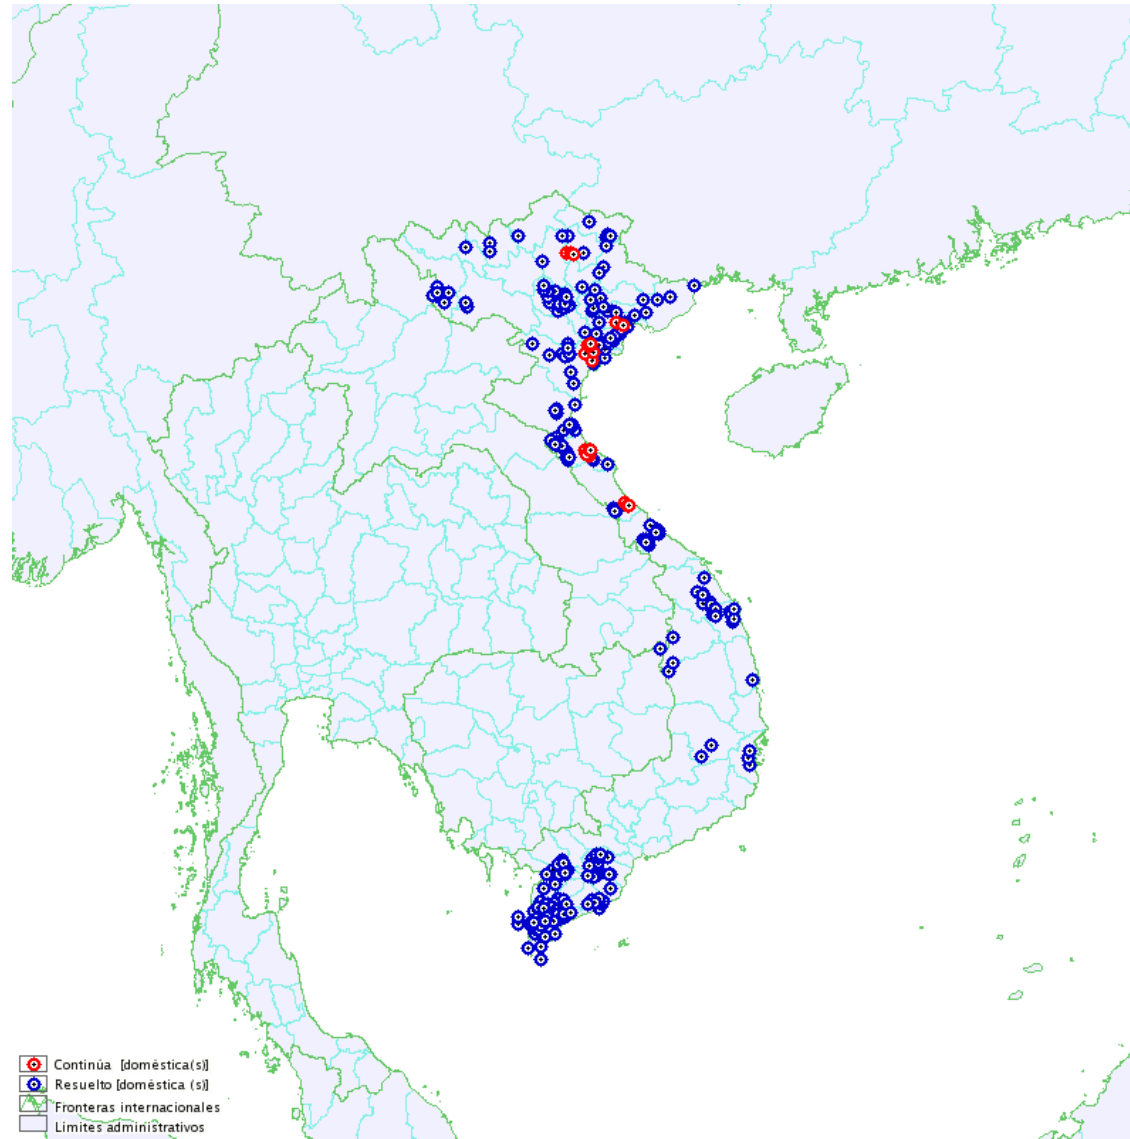 Continúa [doméstica(s)]
Resuelto [doméstica (s)]
Fronteras internacionales
Límites administrativos